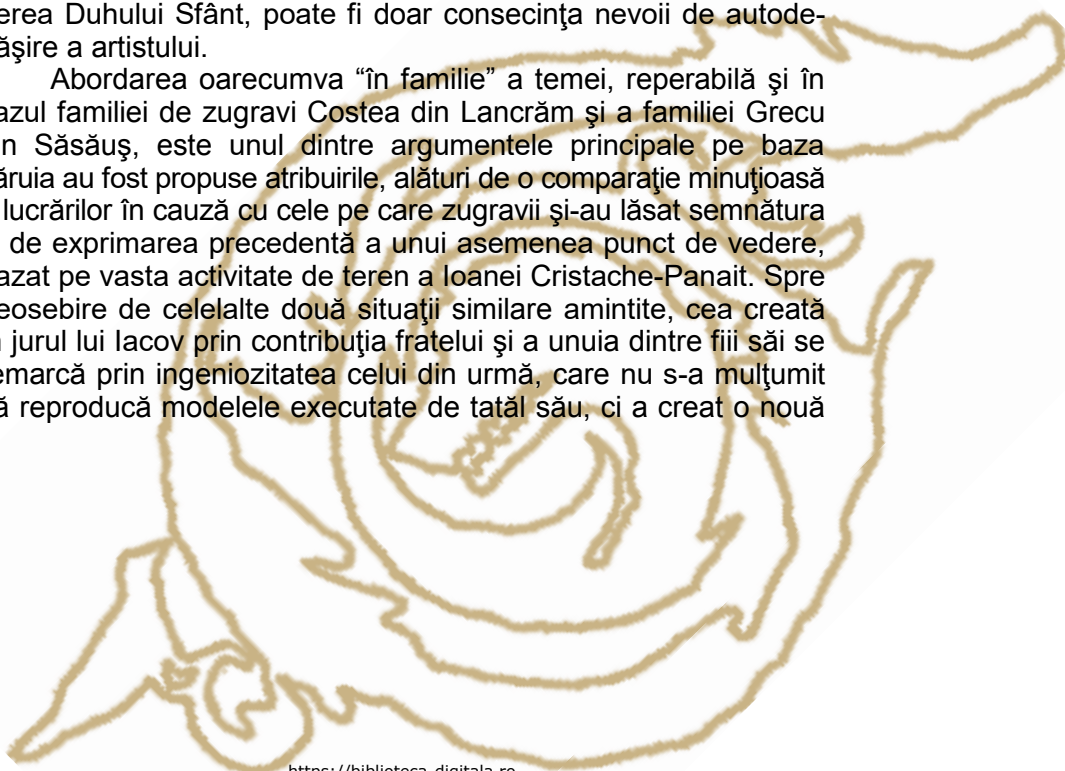 erea Duhului Sfânt, poate fi doar consecinţa nevoii de autode-
ăşire a artistului.
Abordarea oarecumva “în familie” a temei, reperabilă şi în
azul familiei de zugravi Costea din Lancrăm şi a familiei Grecu
n Săsăuş, este unul dintre argumentele principale pe baza
ăruia au fost propuse atribuirile, alături de o comparaţie minuţioasă
lucrărilor în cauză cu cele pe care zugravii şi-au lăsat semnătura
de exprimarea precedentă a unui asemenea punct de vedere,
azat pe vasta activitate de teren a Ioanei Cristache-Panait. Spre
eosebire de celelalte două situaţii similare amintite, cea creată
jurul lui Iacov prin contribuţia fratelui şi a unuia dintre fiii săi se
emarcă prin ingeniozitatea celui din urmă, care nu s-a mulţumit
ă reproducă modelele executate de tatăl său, ci a creat o nouă
https://biblioteca-digitala.ro